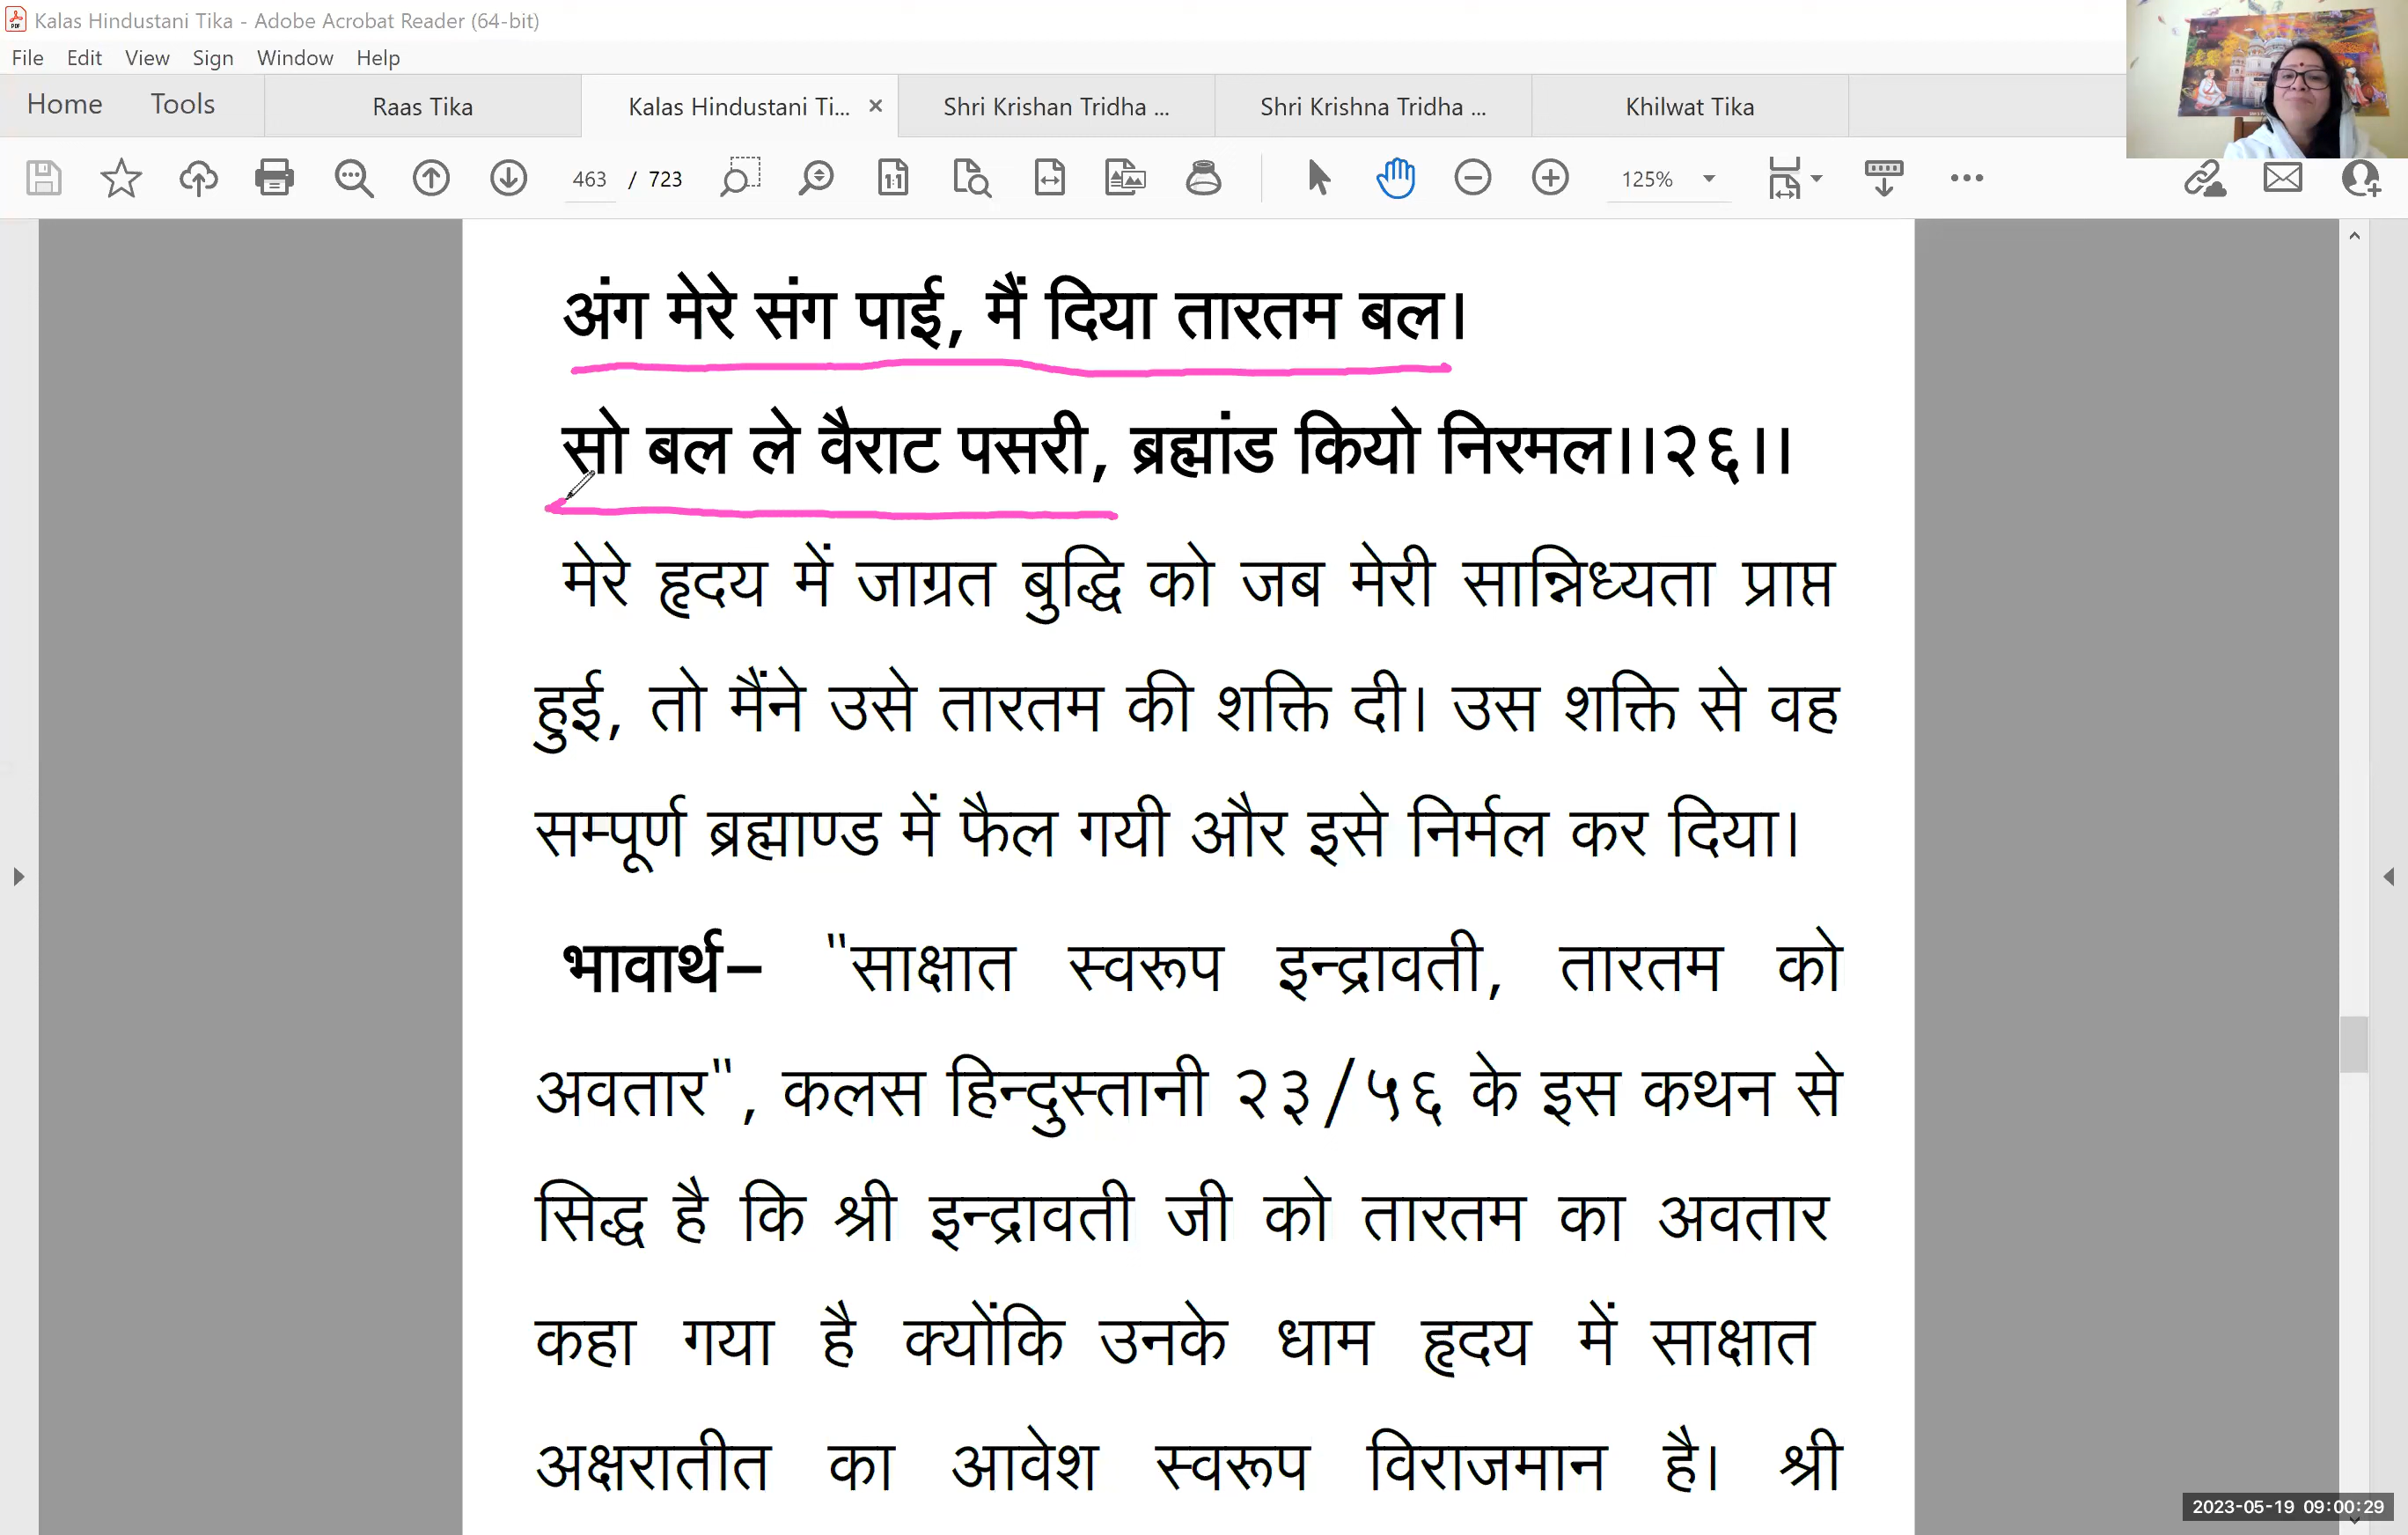 Kalas Hindustani Tika - Adobe Acrobat Reader (64-bit)
File Edit View Sign Window Help
Home Tools Raas Tika Kalas Hindustani Ti... × Shri Krishan Tridha ... Shri Krishna Tridha ... Khilwat Tika
463 / 723 125%
अंग मेरे संग पाई, मैं दिया तारतम बल।
सो बल ले वैराट पसरी, ब्रह्मांड कियो निरमल।।२६।।
मेरे हृदय में जाग्रत बुद्धि को जब मेरी सान्निध्यता प्राप्त
हुई, तो मैंने उसे तारतम की शक्ति दी। उस शक्ति से वह
सम्पूर्ण ब्रह्माण्ड में फैल गयी और इसे निर्मल कर दिया।
भावार्थ– "साक्षात स्वरूप इन्द्रावती, तारतम को
अवतार", कलस हिन्दुस्तानी २३/५६ के इस कथन से
सिद्ध है कि श्री इन्द्रावती जी को तारतम का अवतार
कहा गया है क्योंकि उनके धाम हृदय में साक्षात
अक्षरातीत का आवेश स्वरूप विराजमान है। श्री
2023-05-19 09:00:29